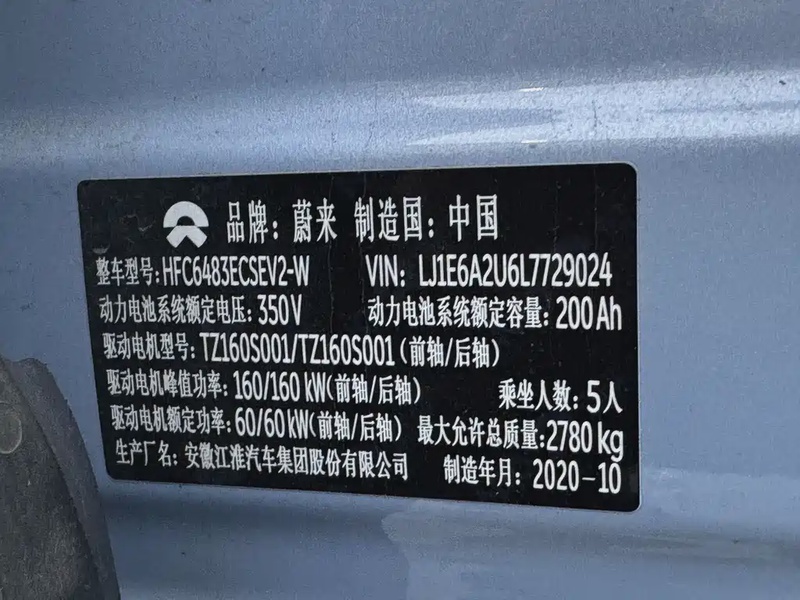 品牌: 蔚来 制造国: 中国
整车型号: HFC6483ECSEV2-W VIN: LJ1E6A2U6L7729024
动力电池系统额定电压: 350V 动力电池系统额定容量: 200Ah
驱动电机型号: TZ160S001/TZ160S001 (前轴/后轴)
驱动电机峰值功率: 160/160 kW(前轴/后轴) 乘坐人数: 5人
驱动电机额定功率: 60/60 kW(前轴/后轴) 最大允许总质量: 2780 kg
生产厂名: 安徽江淮汽车集团股份有限公司 制造年月: 2020-10